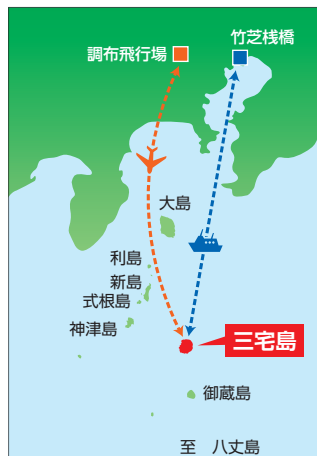 竹芝桟橋
調布飛行場
大島
利島
新島
式根島
神津島
三宅島
御蔵島
至 八丈島